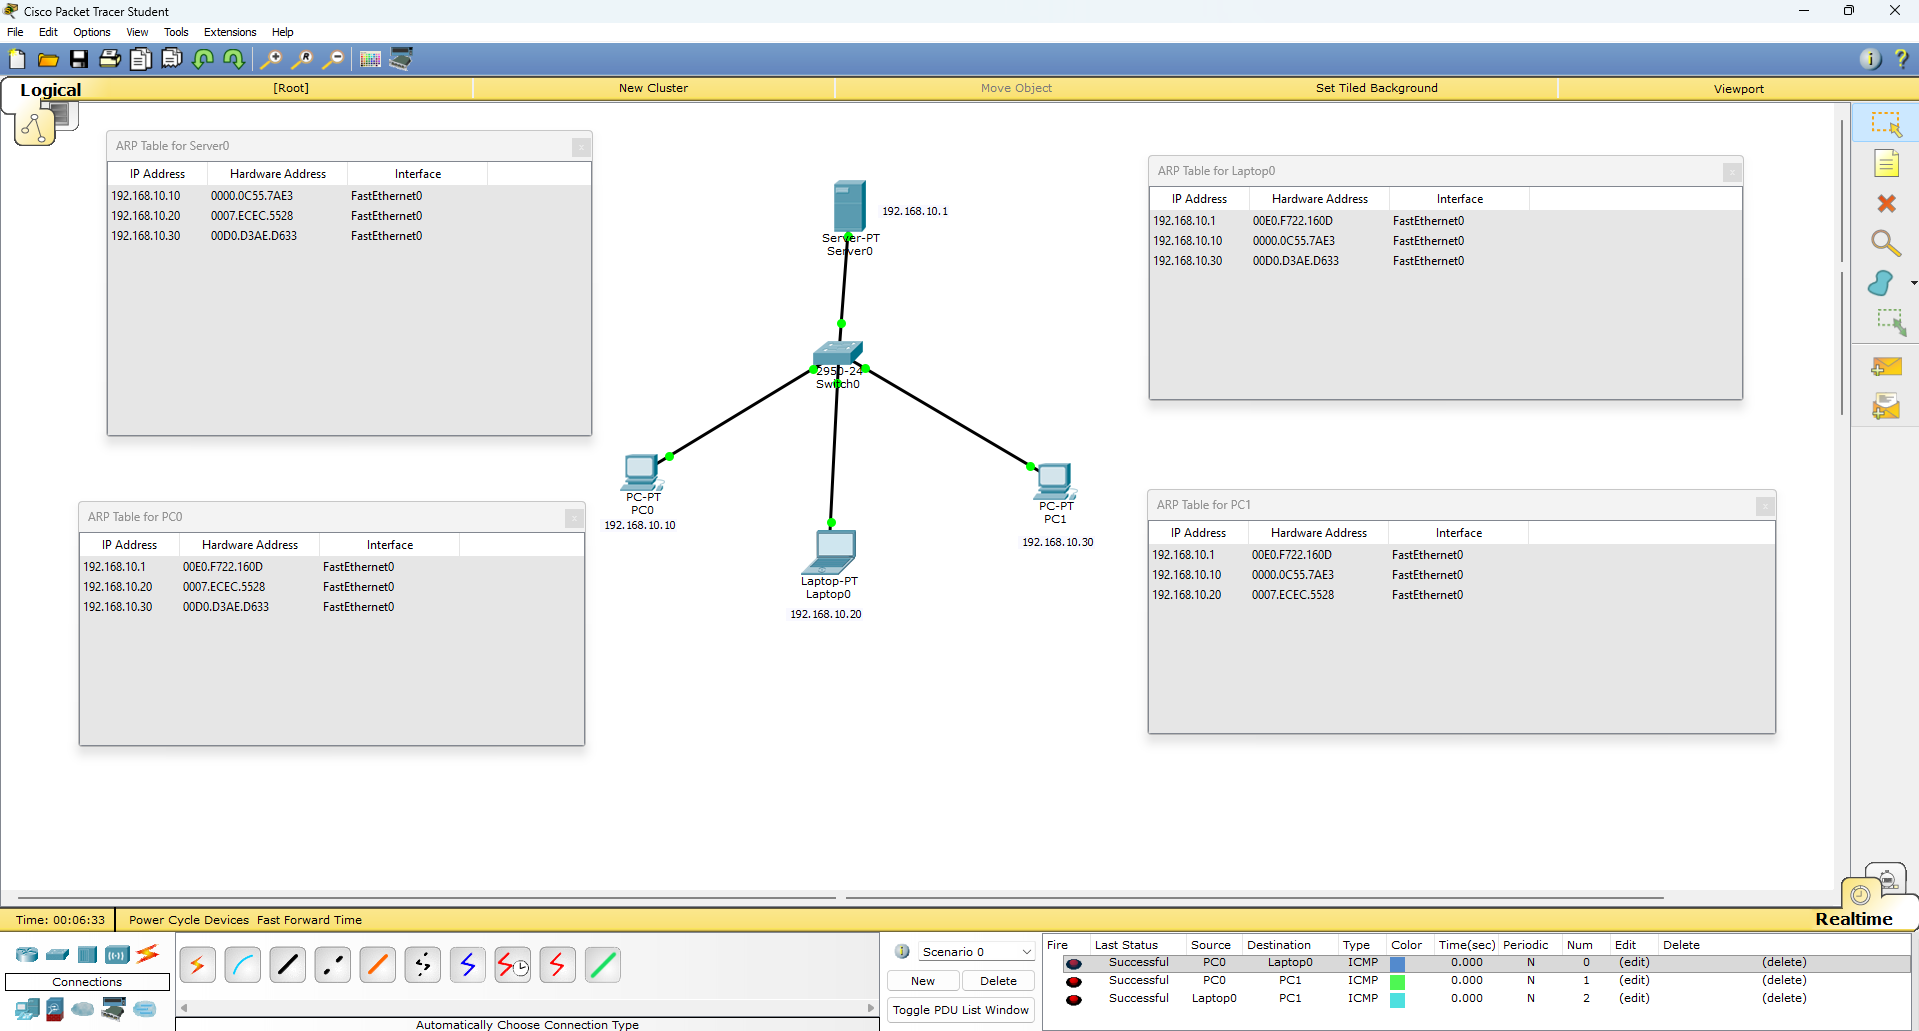 Cisco Packet Tracer Student
File Edit Options View Tools Extensions Help
Logical [Root] New Cluster Move Object Set Tiled Background Viewport
ARP Table for Server0
IP Address Hardware Address Interface
192.168.10.10 0000.0C55.7AE3 FastEthernet0
192.168.10.20 0007.ECEC.5528 FastEthernet0
192.168.10.30 00D0.D3AE.D633 FastEthernet0
192.168.10.1
Server-PT
Server0
ARP Table for Laptop0
IP Address Hardware Address Interface
192.168.10.1 00E0.F722.160D FastEthernet0
192.168.10.10 0000.0C55.7AE3 FastEthernet0
192.168.10.30 00D0.D3AE.D633 FastEthernet0
2950-24
Switch0
PC-PT
PC0
192.168.10.10
PC-PT
PC1
192.168.10.30
Laptop-PT
Laptop0
192.168.10.20
ARP Table for PC0
IP Address Hardware Address Interface
192.168.10.1 00E0.F722.160D FastEthernet0
192.168.10.20 0007.ECEC.5528 FastEthernet0
192.168.10.30 00D0.D3AE.D633 FastEthernet0
ARP Table for PC1
IP Address Hardware Address Interface
192.168.10.1 00E0.F722.160D FastEthernet0
192.168.10.10 0000.0C55.7AE3 FastEthernet0
192.168.10.20 0007.ECEC.5528 FastEthernet0
Time: 00:06:33 Power Cycle Devices Fast Forward Time
Realtime
Connections
Automatically Choose Connection Type
Scenario 0
New Delete
Toggle PDU List Window
Fire Last Status Source Destination Type Color Time(sec) Periodic Num Edit Delete
Successful PC0 Laptop0 ICMP 0.000 N 0 (edit) (delete)
Successful PC0 PC1 ICMP 0.000 N 1 (edit) (delete)
Successful Laptop0 PC1 ICMP 0.000 N 2 (edit) (delete)